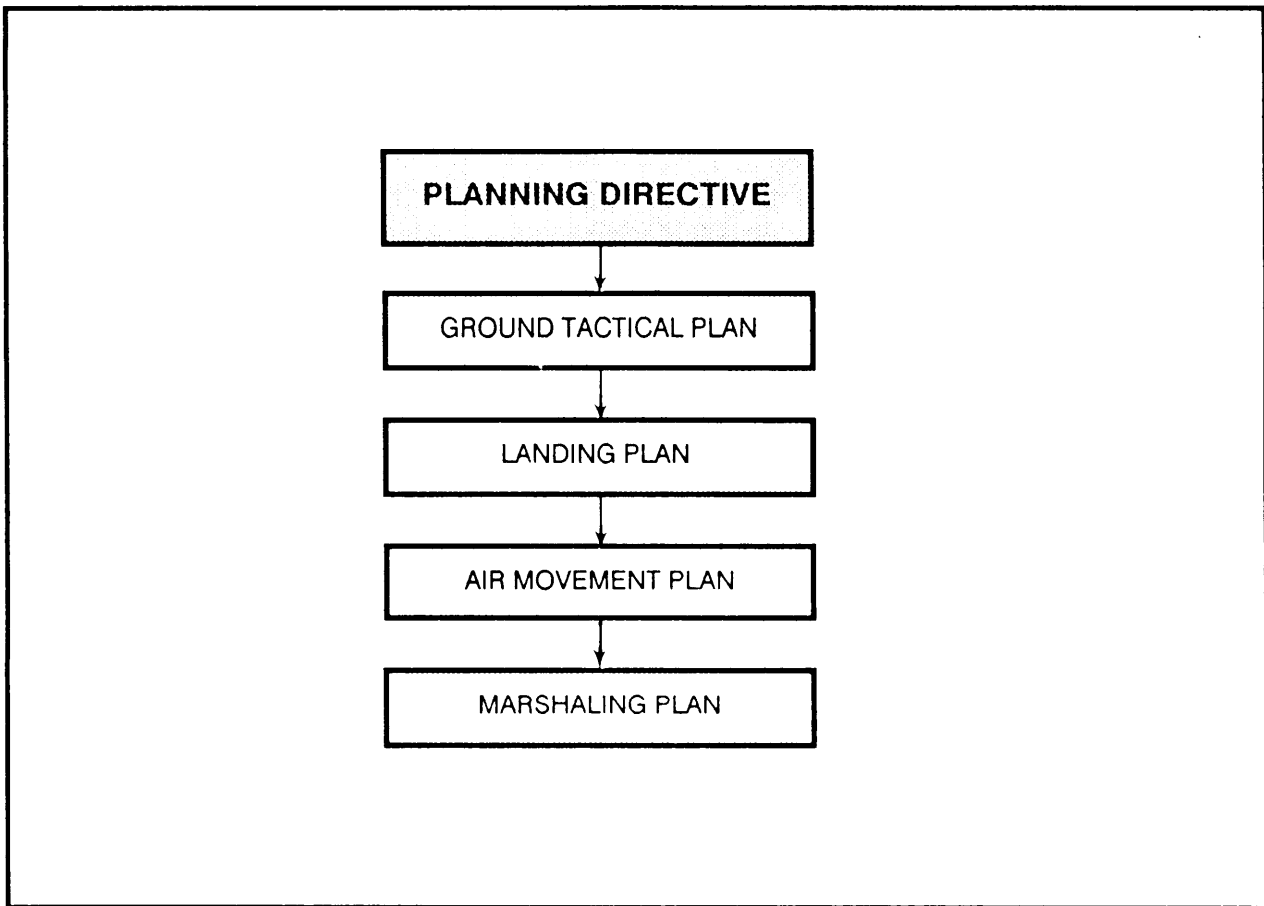 PLANNING DIRECTIVE
GROUND TACTICAL PLAN
LANDING PLAN
AIR MOVEMENT PLAN
MARSHALING PLAN